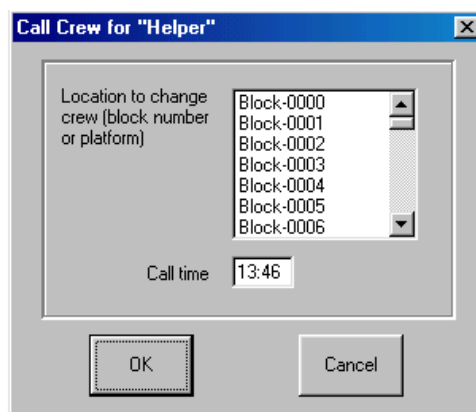 Call Crew for "Helper"
Location to change
crew (block number
or platform)
Block-0000
Block-0001
Block-0002
Block-0003
Block-0004
Block-0005
Block-0006
Call time 13:46
OK Cancel